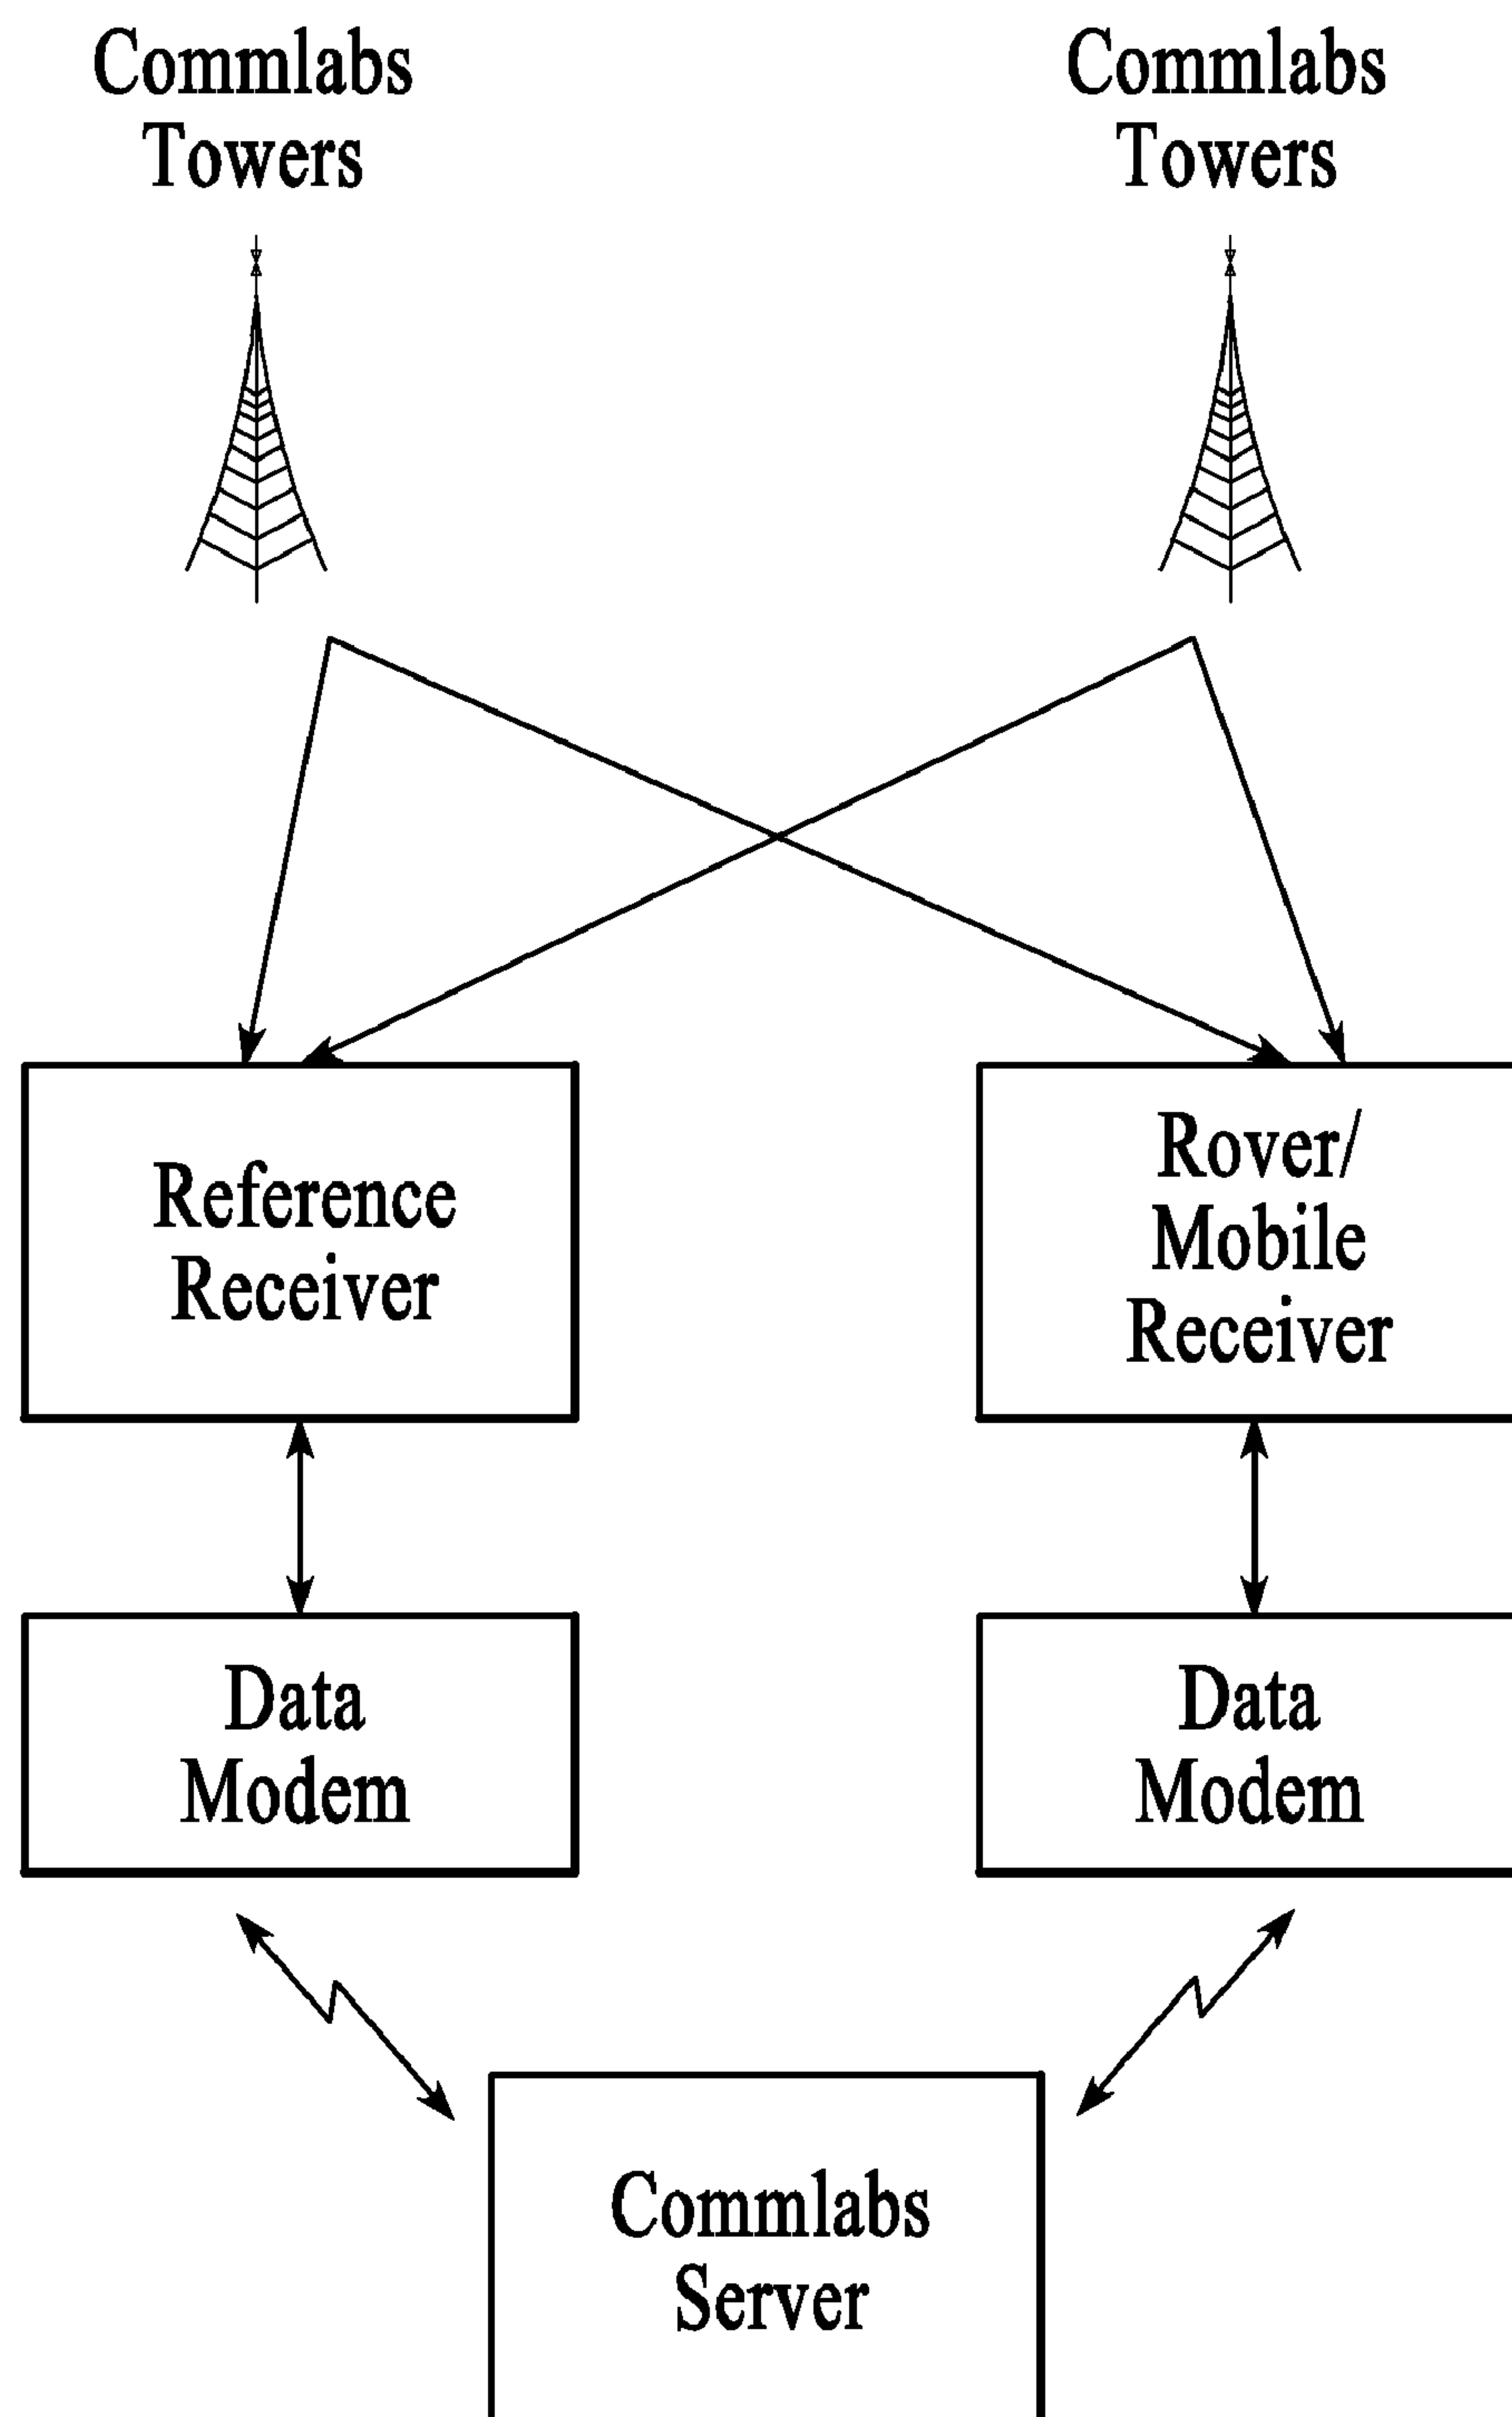 Commlabs
Towers
Commlabs
Towers
Reference
Receiver
Rover/
Mobile
Receiver
Data
Modem
Data
Modem
Commlabs
Server